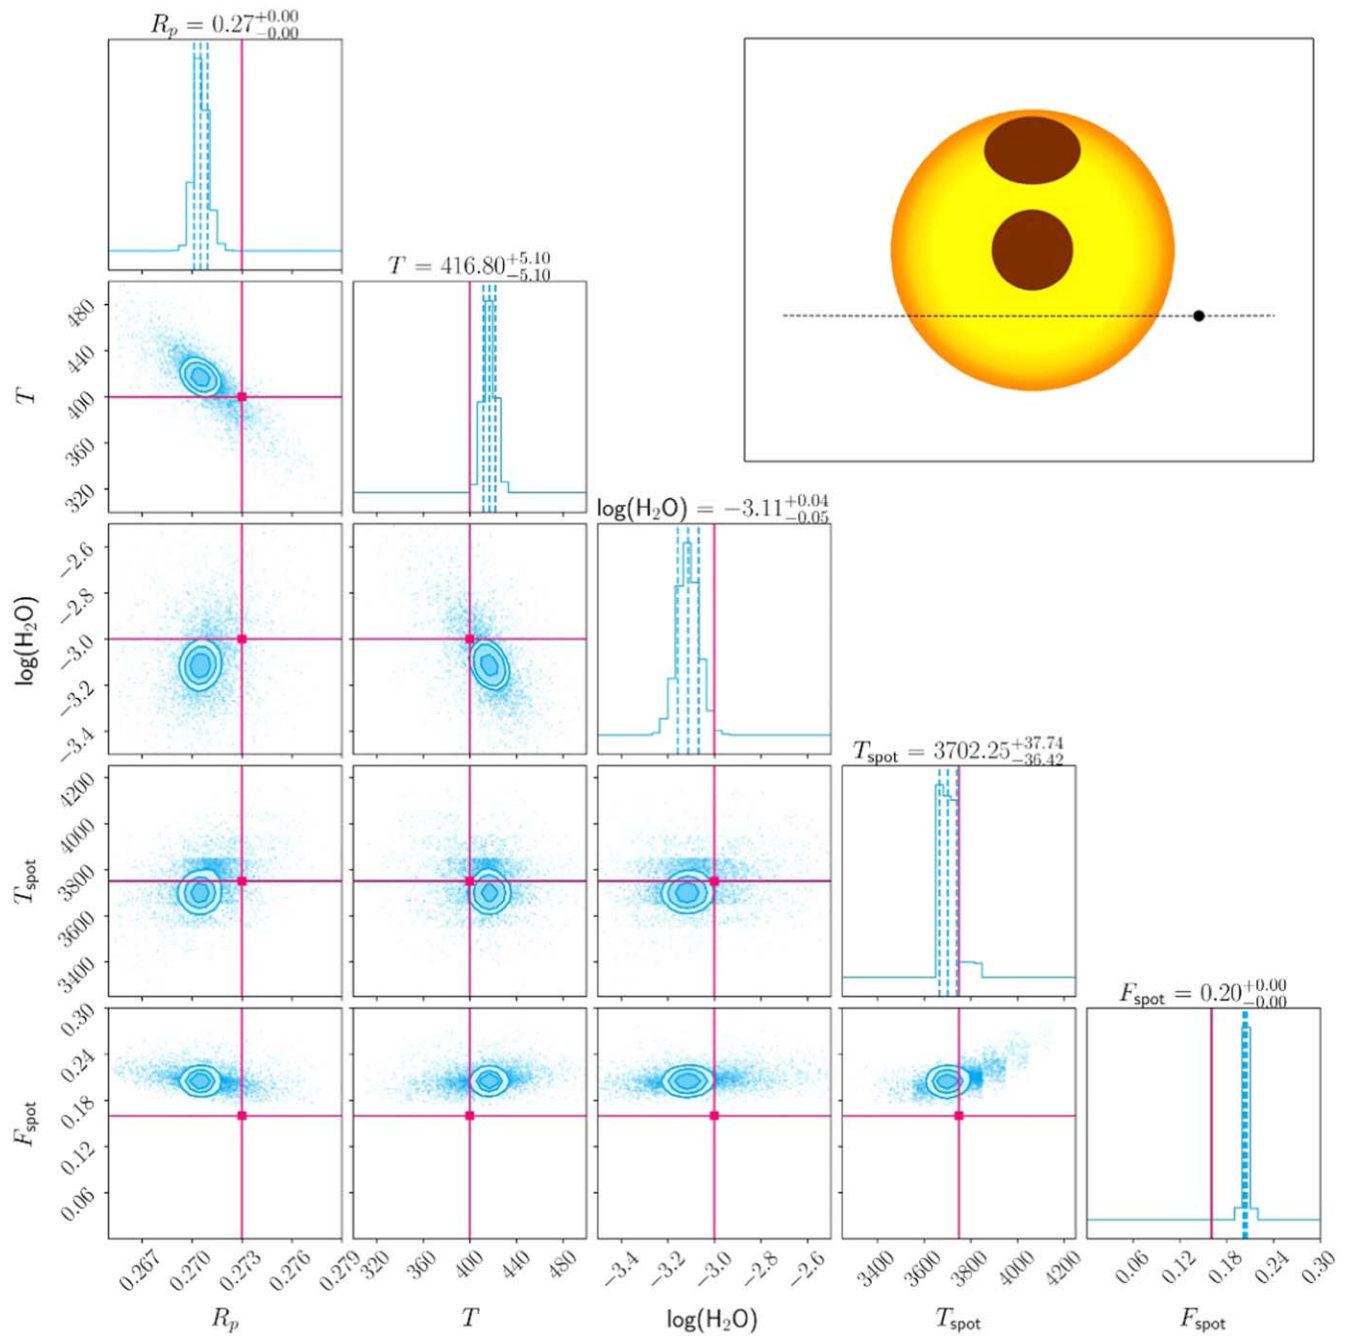 R_p = 0.27^{+0.00}_{-0.00}
T = 416.80^{+5.10}_{-5.10}
480
440
400
360
320
T
log(H₂O) = −3.11^{+0.04}_{-0.05}
−2.6
−2.8
−3.0
−3.2
−3.4
log(H₂O)
T_spot = 3702.25^{+37.74}_{-36.42}
4200
4000
3800
3600
3400
T_spot
F_spot = 0.20^{+0.00}_{-0.00}
0.30
0.24
0.18
0.12
0.06
F_spot
0.267 0.270 0.273 0.276 0.279 320 360 400 440 480 −3.4 −3.2 −3.0 −2.8 −2.6 3400 3600 3800 4000 4200 0.06 0.12 0.18 0.24 0.30
R_p T log(H₂O) T_spot F_spot